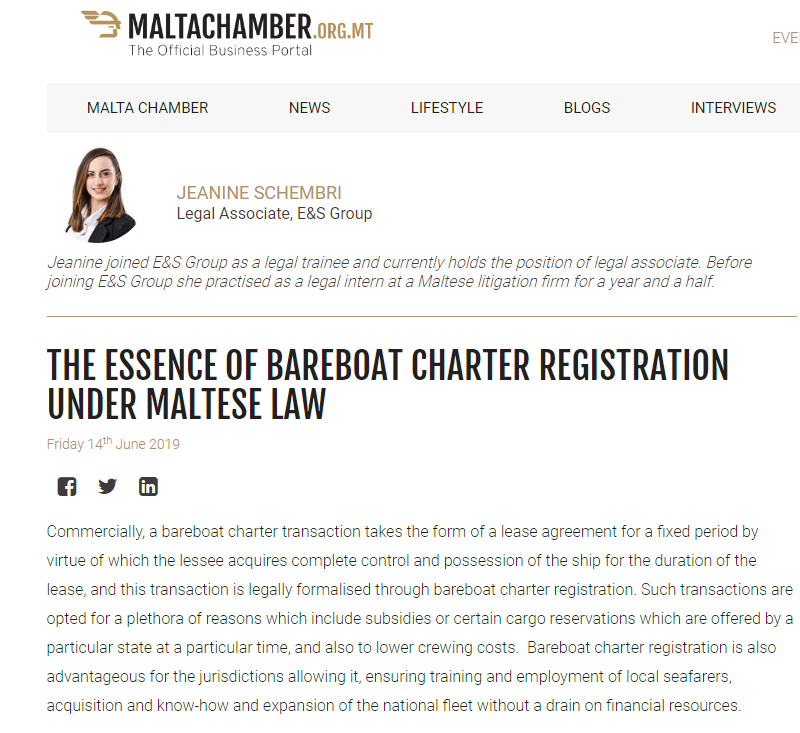 MALTACHAMBER.ORG.MT
The Official Business Portal
MALTA CHAMBER NEWS LIFESTYLE BLOGS INTERVIEWS
JEANINE SCHEMBRI
Legal Associate, E&S Group
Jeanine joined E&S Group as a legal trainee and currently holds the position of legal associate. Before
joining E&S Group she practised as a legal intern at a Maltese litigation firm for a year and a half.
THE ESSENCE OF BAREBOAT CHARTER REGISTRATION
UNDER MALTESE LAW
Friday 14th June 2019
Commercially, a bareboat charter transaction takes the form of a lease agreement for a fixed period by
virtue of which the lessee acquires complete control and possession of the ship for the duration of the
lease, and this transaction is legally formalised through bareboat charter registration. Such transactions are
opted for a plethora of reasons which include subsidies or certain cargo reservations which are offered by a
particular state at a particular time, and also to lower crewing costs.  Bareboat charter registration is also
advantageous for the jurisdictions allowing it, ensuring training and employment of local seafarers,
acquisition and know-how and expansion of the national fleet without a drain on financial resources.